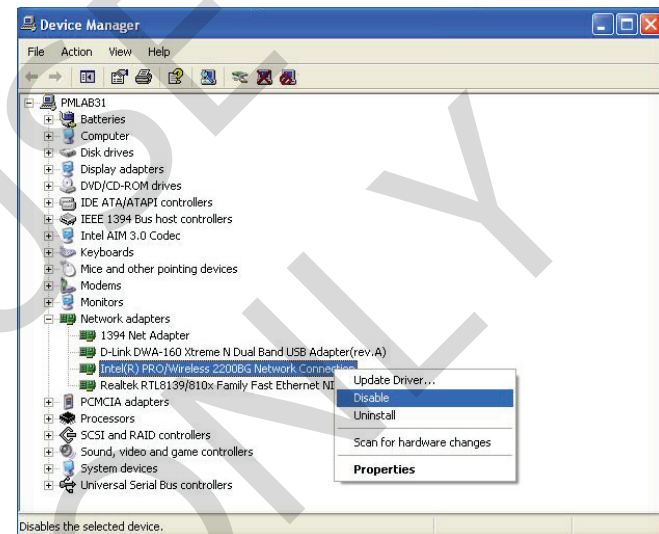 Device Manager
File Action View Help
PMLAB31
Batteries
Computer
Disk drives
Display adapters
DVD/CD-ROM drives
IDE ATA/ATAPI controllers
IEEE 1394 Bus host controllers
Intel AIM 3.0 Codec
Keyboards
Mice and other pointing devices
Modems
Monitors
Network adapters
1394 Net Adapter
D-Link DWA-160 Xtreme N Dual Band USB Adapter(rev.A)
Intel(R) PRO/Wireless 2200BG Network Connection
Realtek RTL8139/810x Family Fast Ethernet NI
Update Driver...
Disable
Uninstall
Scan for hardware changes
Properties
PCMCIA adapters
Processors
SCSI and RAID controllers
Sound, video and game controllers
System devices
Universal Serial Bus controllers
Disables the selected device.
USE
ONLY